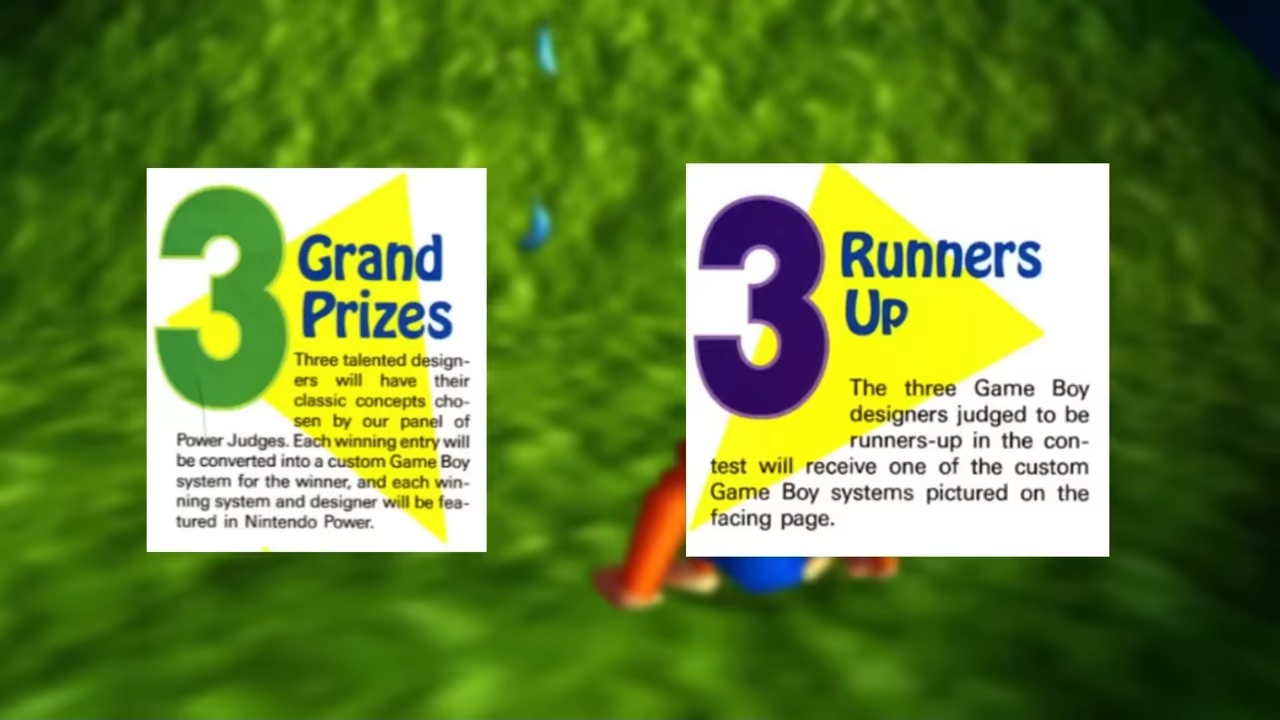 3
Grand
Prizes
Three talented design-
ers will have their
classic concepts cho-
sen by our panel of
Power Judges. Each winning entry will
be converted into a custom Game Boy
system for the winner, and each win-
ning system and designer will be fea-
tured in Nintendo Power.
3
Runners
Up
The three Game Boy
designers judged to be
runners-up in the con-
test will receive one of the custom
Game Boy systems pictured on the
facing page.